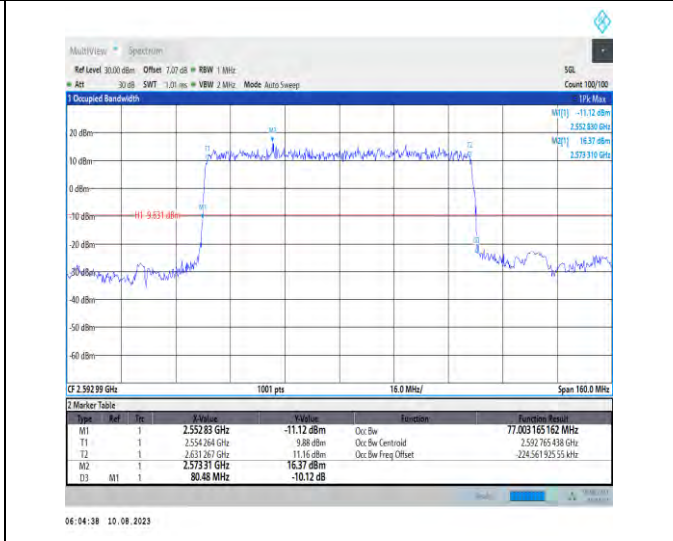 MultiView Spectrum
Ref Level 30.00 dBm Offset 7.07 dB RBW 1 MHz SGL
Att 30 dB SWT 1.01 ms VBW 2 MHz Mode Auto Sweep Count 100/100
1 Occupied Bandwidth 1Pk Max
M1[1] -11.12 dBm
2.552 830 GHz
M2[1] 16.37 dBm
2.573 310 GHz
M2
20 dBm
T1
10 dBm
0 dBm
M1
-10 dBm H1 -9.631 dBm
-20 dBm
D3
-30 dBm
-40 dBm
-50 dBm
-60 dBm
CF 2.592 99 GHz 1001 pts 16.0 MHz/ Span 160.0 MHz
2 Marker Table
Type Ref Trc X-Value Y-Value Function Function Result
M1 1 2.552 83 GHz -11.12 dBm Occ Bw 77.003 165 162 MHz
T1 1 2.554 264 GHz 9.88 dBm Occ Bw Centroid 2.592 765 438 GHz
T2 1 2.631 267 GHz 11.16 dBm Occ Bw Freq Offset -224.561 925 55 kHz
M2 1 2.573 31 GHz 16.37 dBm
D3 M1 1 80.48 MHz -10.12 dB
06:04:38 10.08.2023